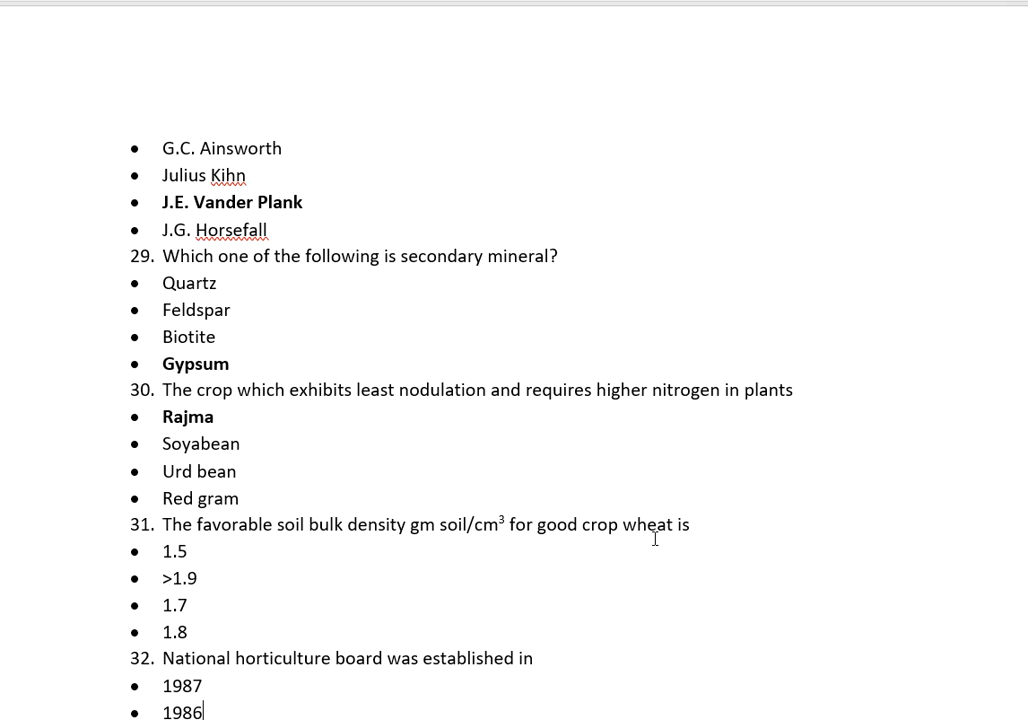 • G.C. Ainsworth
• Julius Kihn
• J.E. Vander Plank
• J.G. Horsefall
29. Which one of the following is secondary mineral?
• Quartz
• Feldspar
• Biotite
• Gypsum
30. The crop which exhibits least nodulation and requires higher nitrogen in plants
• Rajma
• Soyabean
• Urd bean
• Red gram
31. The favorable soil bulk density gm soil/cm³ for good crop wheat is
• 1.5
• >1.9
• 1.7
• 1.8
32. National horticulture board was established in
• 1987
• 1986